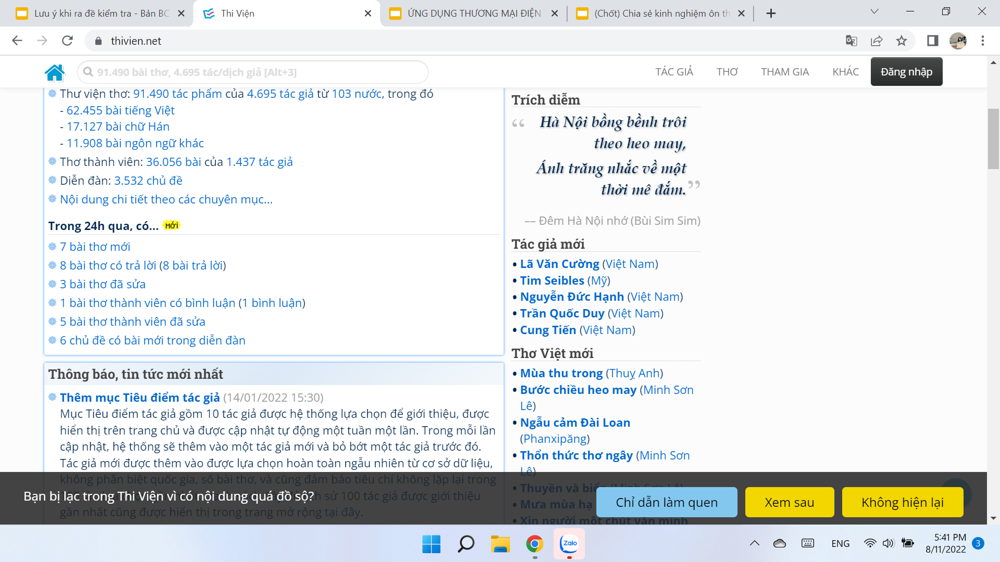 Lưu ý khi ra đề kiểm tra - Bản BC
Thi Viện
ỨNG DỤNG THƯƠNG MẠI ĐIỆN
(Chốt) Chia sẻ kinh nghiệm ôn th
thivien.net
91.490 bài thơ, 4.695 tác/dịch giả [Alt+3]
TÁC GIẢ
THƠ
THAM GIA
KHÁC
Đăng nhập
Thư viện thơ: 91.490 tác phẩm của 4.695 tác giả từ 103 nước, trong đó
- 62.455 bài tiếng Việt
- 17.127 bài chữ Hán
- 11.908 bài ngôn ngữ khác
Thơ thành viên: 36.056 bài của 1.437 tác giả
Diễn đàn: 3.532 chủ đề
Nội dung chi tiết theo các chuyên mục...
Trong 24h qua, có... MỚI
7 bài thơ mới
8 bài thơ có trả lời (8 bài trả lời)
3 bài thơ đã sửa
1 bài thơ thành viên có bình luận (1 bình luận)
5 bài thơ thành viên đã sửa
6 chủ đề có bài mới trong diễn đàn
Thông báo, tin tức mới nhất
Thêm mục Tiêu điểm tác giả (14/01/2022 15:30)
Mục Tiêu điểm tác giả gồm 10 tác giả được hệ thống lựa chọn để giới thiệu, được
hiển thị trên trang chủ và được cập nhật tự động một tuần một lần. Trong mỗi lần
cập nhật, hệ thống sẽ thêm vào một tác giả mới và bỏ bớt một tác giả trước đó.
Tác giả mới được thêm vào được lựa chọn hoàn toàn ngẫu nhiên từ cơ sở dữ liệu,
không phân biệt quốc gia, số bài thơ, và cũng đảm bảo tiêu chí không lặp lại trong
sử 100 tác giả được giới thiệu
gần nhất cũng được hiển thị trong trang mở rộng tại đây.
Trích diễm
“ Hà Nội bồng bềnh trôi
theo heo may,
Ánh trăng nhắc về một
thời mê đắm. ”
–– Đêm Hà Nội nhớ (Bùi Sim Sim)
Tác giả mới
• Lã Văn Cường (Việt Nam)
• Tim Seibles (Mỹ)
• Nguyễn Đức Hạnh (Việt Nam)
• Trần Quốc Duy (Việt Nam)
• Cung Tiến (Việt Nam)
Thơ Việt mới
• Mùa thu trong (Thuỵ Anh)
• Bước chiều heo may (Minh Sơn
Lê)
• Ngẫu cảm Đài Loan
(Phanxipăng)
• Thổn thức thơ ngây (Minh Sơn
Lê)
• Thuyền và biển (Minh Sơn Lê)
• Mưa mùa hạ
• Xin người một chút văn minh
Bạn bị lạc trong Thi Viện vì có nội dung quá đồ sộ?
Chỉ dẫn làm quen
Xem sau
Không hiện lại
Zalo
ENG
5:41 PM
8/11/2022
3